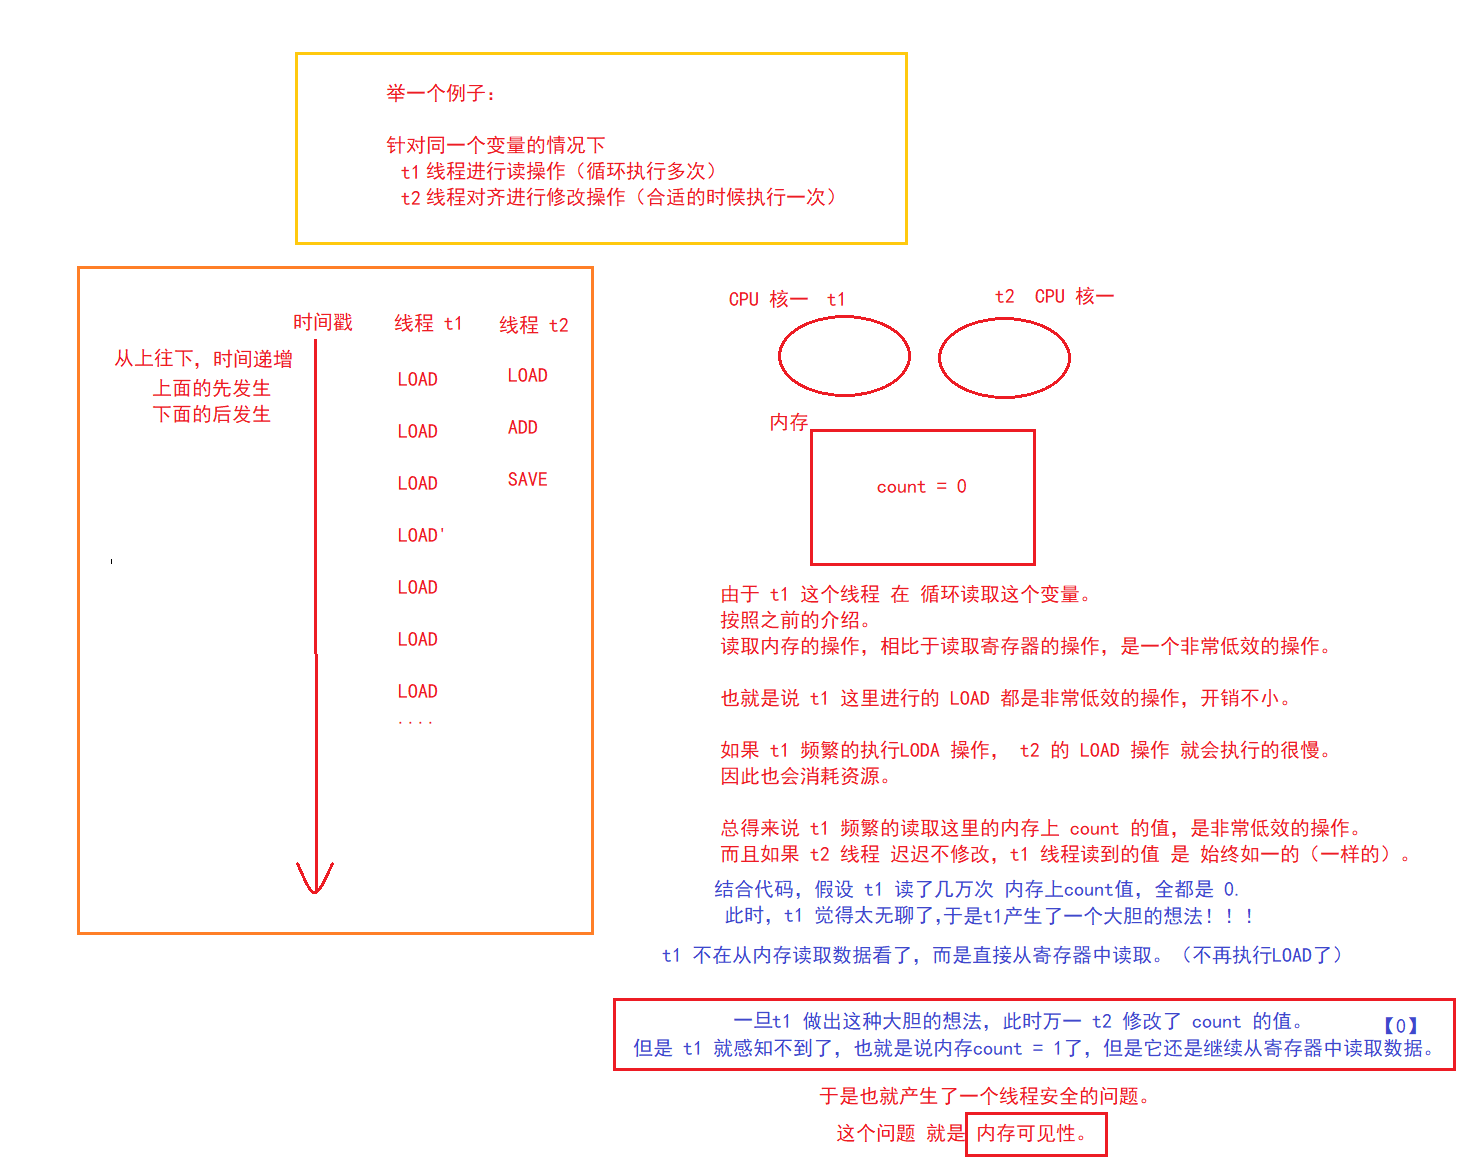 举一个例子：
针对同一个变量的情况下
t1 线程进行读操作（循环执行多次）
t2 线程对齐进行修改操作（合适的时候执行一次）
时间戳 线程 t1 线程 t2
从上往下，时间递增
上面的先发生
下面的后发生
LOAD LOAD
LOAD ADD
LOAD SAVE
LOAD'
LOAD
LOAD
LOAD
....
CPU 核一 t1 t2 CPU 核一
内存
count = 0
由于 t1 这个线程 在 循环读取这个变量。
按照之前的介绍。
读取内存的操作，相比于读取寄存器的操作，是一个非常低效的操作。
也就是说 t1 这里进行的 LOAD 都是非常低效的操作，开销不小。
如果 t1 频繁的执行LODA 操作， t2 的 LOAD 操作 就会执行的很慢。
因此也会消耗资源。
总得来说 t1 频繁的读取这里的内存上 count 的值，是非常低效的操作。
而且如果 t2 线程 迟迟不修改，t1 线程读到的值 是 始终如一的（一样的）。
结合代码，假设 t1 读了几万次 内存上count值，全都是 0.
此时，t1 觉得太无聊了,于是t1产生了一个大胆的想法！！！
t1 不在从内存读取数据看了，而是直接从寄存器中读取。（不再执行LOAD了）
一旦t1 做出这种大胆的想法，此时万一 t2 修改了 count 的值。 【0】
但是 t1 就感知不到了，也就是说内存count = 1了，但是它还是继续从寄存器中读取数据。
于是也就产生了一个线程安全的问题。
这个问题 就是 内存可见性。